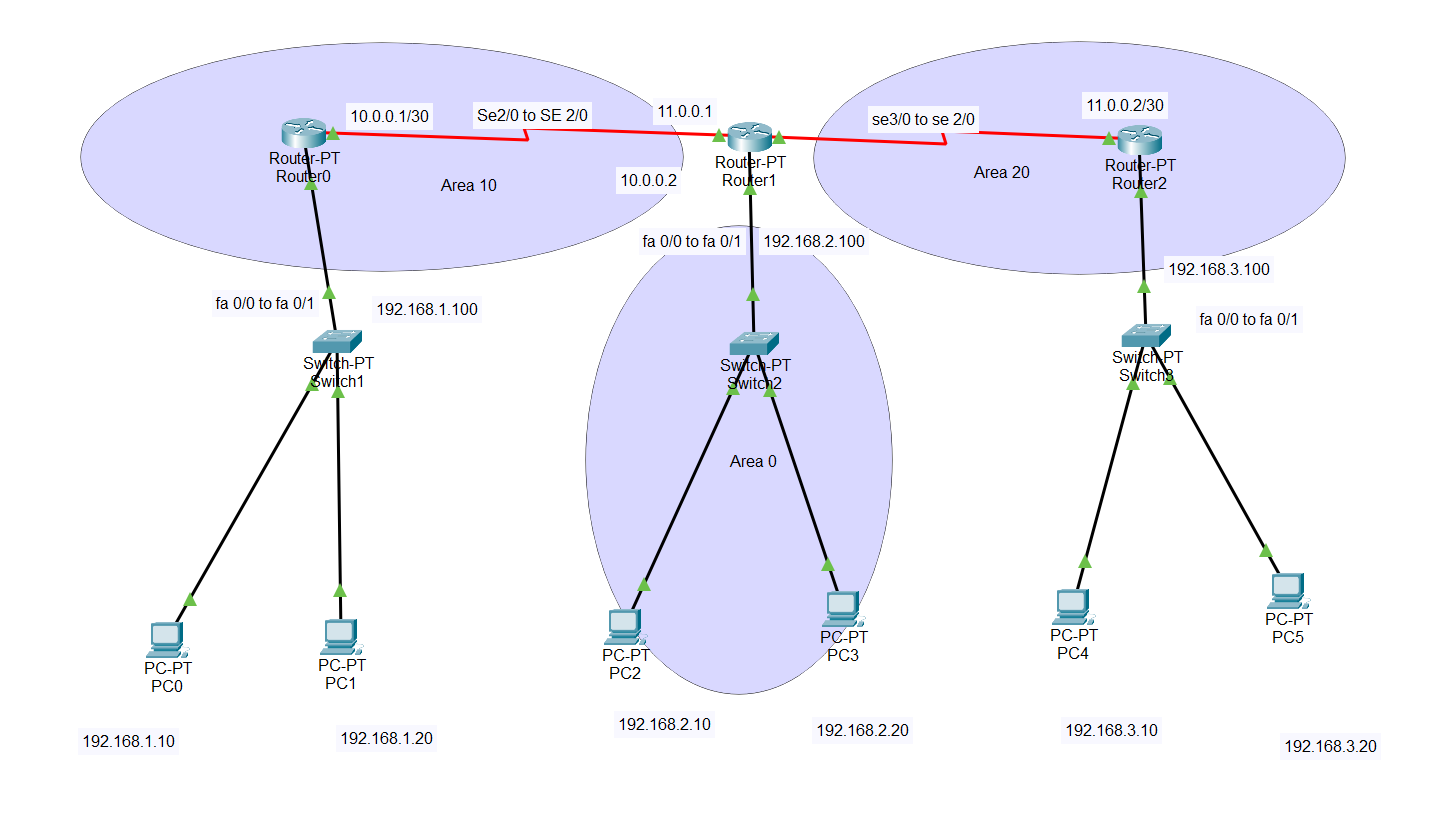 10.0.0.1/30
Se2/0 to SE 2/0
11.0.0.1
se3/0 to se 2/0
11.0.0.2/30
Router-PT
Router0
Router-PT
Router1
Router-PT
Router2
Area 10
10.0.0.2
Area 20
fa 0/0 to fa 0/1
192.168.2.100
192.168.3.100
fa 0/0 to fa 0/1
192.168.1.100
fa 0/0 to fa 0/1
Switch-PT
Switch1
Switch-PT
Switch2
Switch-PT
Switch3
Area 0
PC-PT
PC0
PC-PT
PC1
PC-PT
PC2
PC-PT
PC3
PC-PT
PC4
PC-PT
PC5
192.168.1.10
192.168.1.20
192.168.2.10
192.168.2.20
192.168.3.10
192.168.3.20